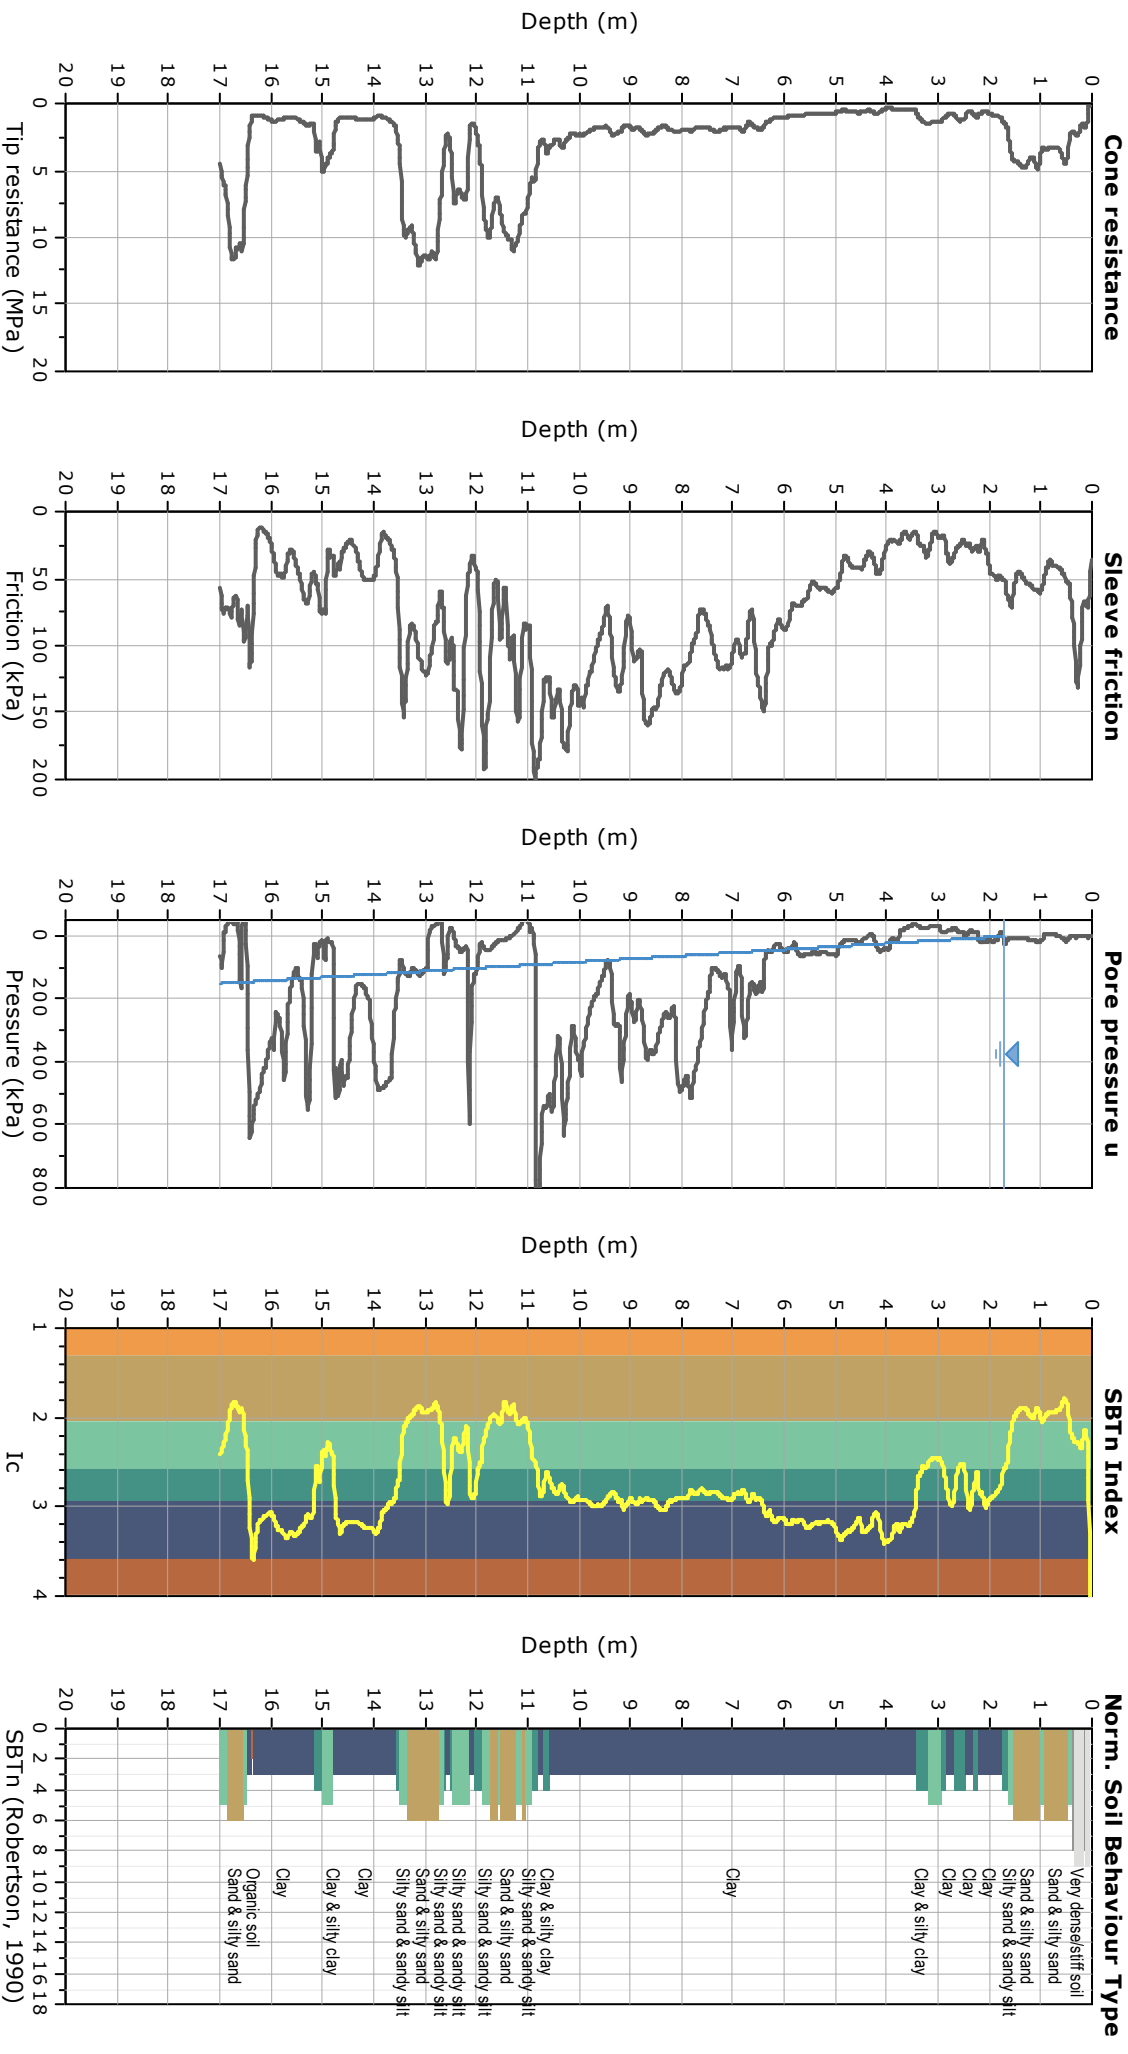 Cone resistance
Depth (m)
0
1
2
3
4
5
6
7
8
9
10
11
12
13
14
15
16
17
18
19
20
0 5 10 15 20
Tip resistance (MPa)
Sleeve friction
Depth (m)
0
1
2
3
4
5
6
7
8
9
10
11
12
13
14
15
16
17
18
19
20
0 50 100 150 200
Friction (kPa)
Pore pressure u
Depth (m)
0
1
2
3
4
5
6
7
8
9
10
11
12
13
14
15
16
17
18
19
20
0 200 400 600 800
Pressure (kPa)
SBTn Index
Depth (m)
0
1
2
3
4
5
6
7
8
9
10
11
12
13
14
15
16
17
18
19
20
1 2 3 4
Ic
Norm. Soil Behaviour Type
Depth (m)
0
1
2
3
4
5
6
7
8
9
10
11
12
13
14
15
16
17
18
19
20
Very dense/stiff soil
Sand & silty sand
Sand & silty sand
Silty sand & sandy silt
Clay
Clay
Clay
Clay & silty clay
Clay
Clay & silty clay
Silty sand & sandy silt
Sand & silty sand
Silty sand & sandy silt
Silty sand & sandy silt
Silty sand & sandy silt
Sand & silty sand
Silty sand & sandy silt
Clay
Clay & silty clay
Clay
Organic soil
Sand & silty sand
0 2 4 6 8 10 12 14 16 18
SBTn (Robertson, 1990)